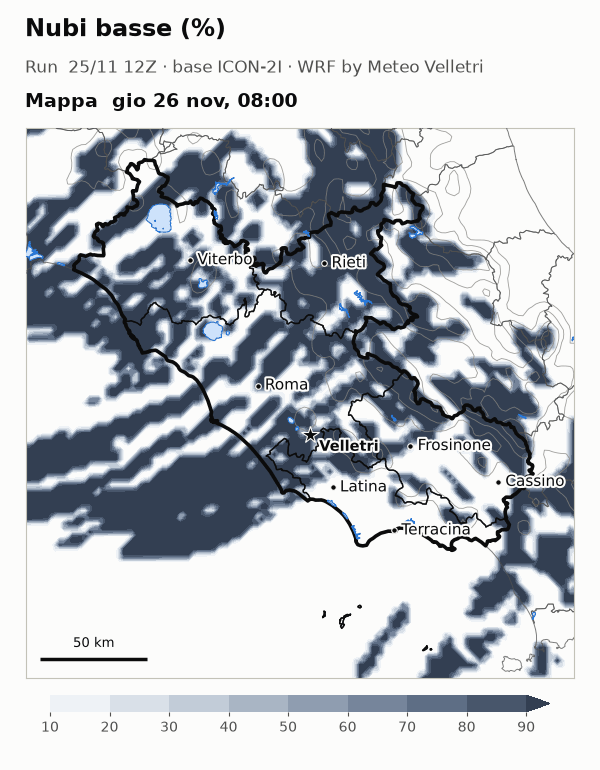 Nubi basse (%)
Run  25/11 12Z · base ICON-2I · WRF by Meteo Velletri
Mappa  gio 26 nov, 08:00
Viterbo
Rieti
Roma
Velletri
Frosinone
Cassino
Latina
Terracina
50 km
10 20 30 40 50 60 70 80 90